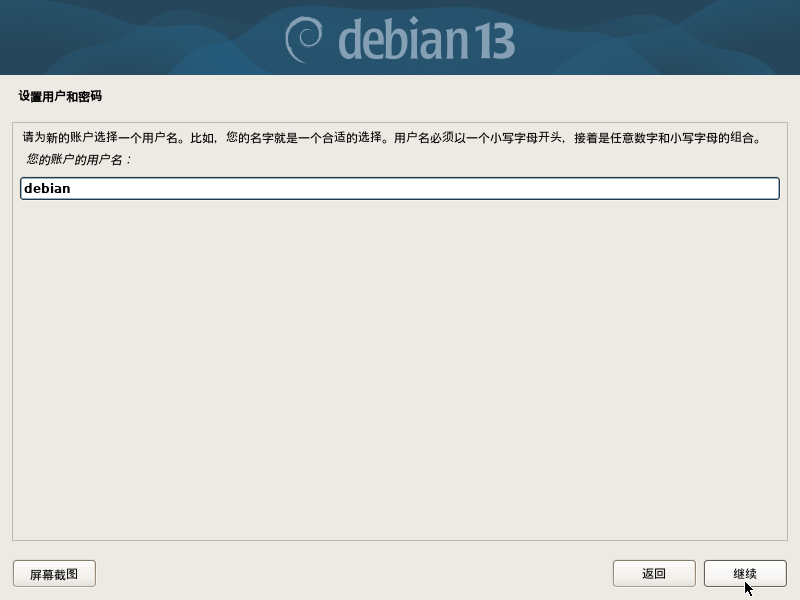 debian 13
设置用户和密码
请为新的账户选择一个用户名。比如，您的名字就是一个合适的选择。用户名必须以一个小写字母开头，接着是任意数字和小写字母的组合。
您的账户的用户名：
debian
屏幕截图
返回
继续